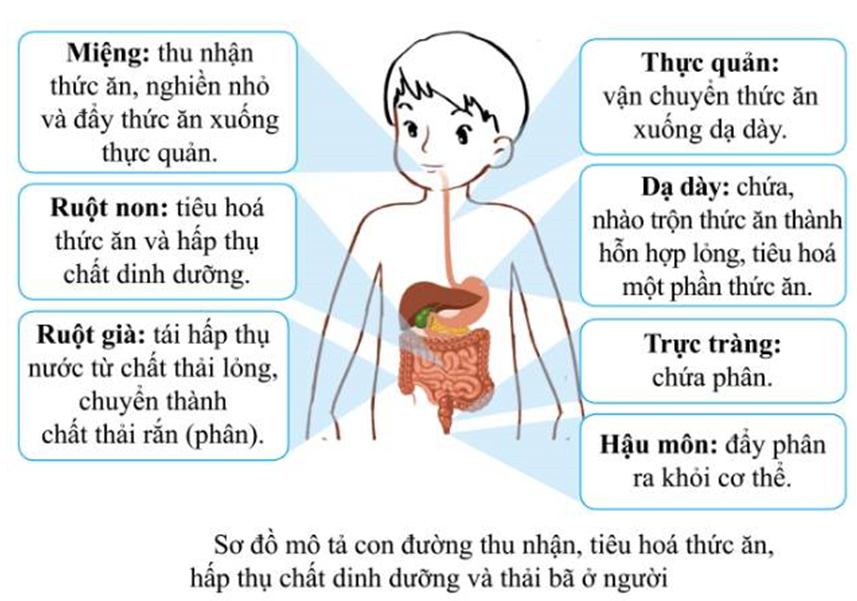 Miệng: thu nhận
thức ăn, nghiền nhỏ
và đẩy thức ăn xuống
thực quản.
Ruột non: tiêu hoá
thức ăn và hấp thụ
chất dinh dưỡng.
Ruột già: tái hấp thụ
nước từ chất thải lỏng,
chuyển thành
chất thải rắn (phân).
Thực quản:
vận chuyển thức ăn
xuống dạ dày.
Dạ dày: chứa,
nhào trộn thức ăn thành
hỗn hợp lỏng, tiêu hoá
một phần thức ăn.
Trực tràng:
chứa phân.
Hậu môn: đẩy phân
ra khỏi cơ thể.
Sơ đồ mô tả con đường thu nhận, tiêu hoá thức ăn,
hấp thụ chất dinh dưỡng và thải bã ở người